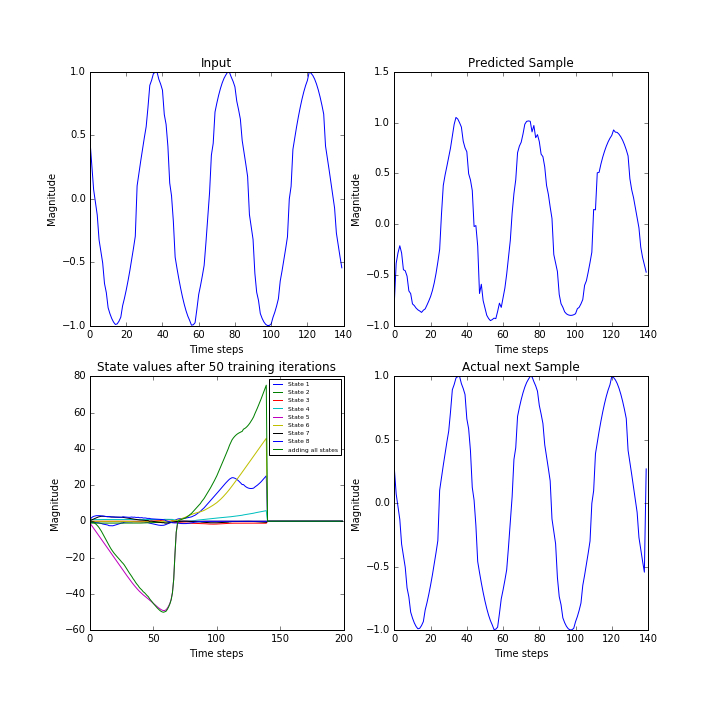 Input
1.0
0.5
0.0
−0.5
−1.0
0 20 40 60 80 100 120 140
Magnitude
Time steps
Predicted Sample
1.5
1.0
0.5
0.0
−0.5
−1.0
0 20 40 60 80 100 120 140
Magnitude
Time steps
State values after 50 training iterations
80
60
40
20
0
−20
−40
−60
0 50 100 150 200
Magnitude
Time steps
State 1
State 2
State 3
State 4
State 5
State 6
State 7
State 8
adding all states
Actual next Sample
1.0
0.5
0.0
−0.5
−1.0
0 20 40 60 80 100 120 140
Magnitude
Time steps